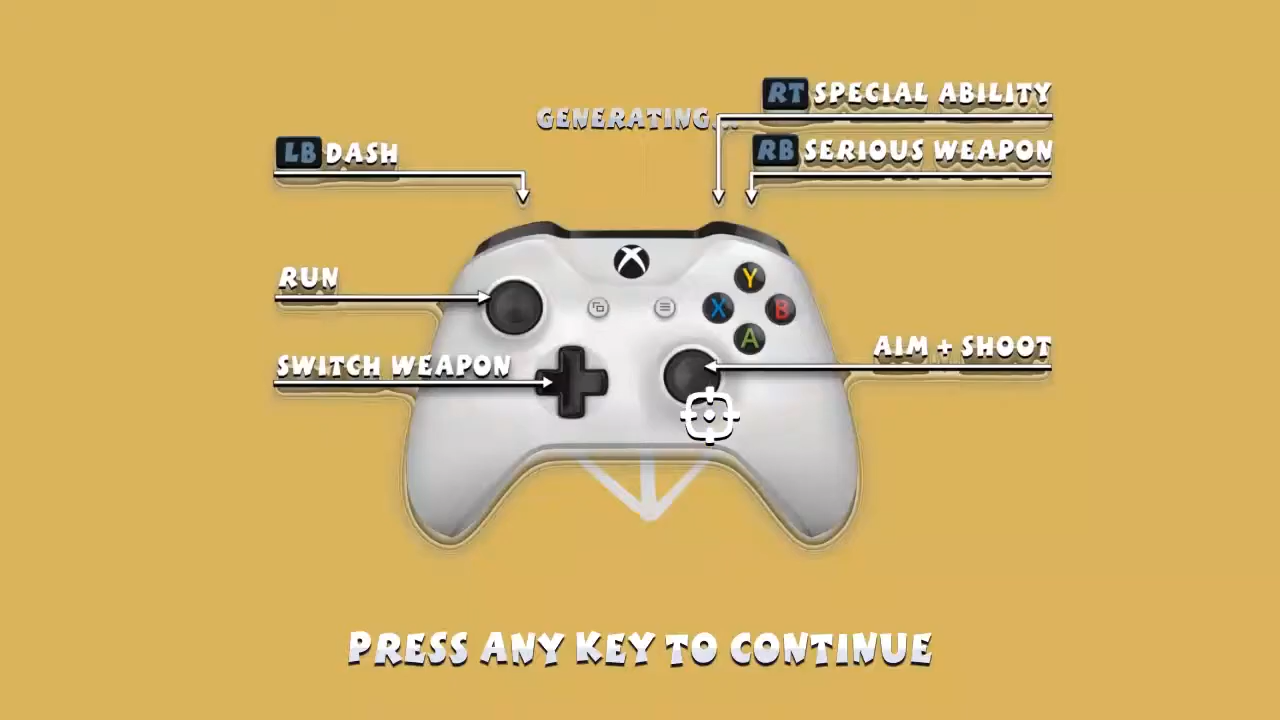 RT SPECIAL ABILITY
GENERATING...
LB DASH
RB SERIOUS WEAPON
RUN
Y
X
B
A
AIM + SHOOT
SWITCH WEAPON
PRESS ANY KEY TO CONTINUE